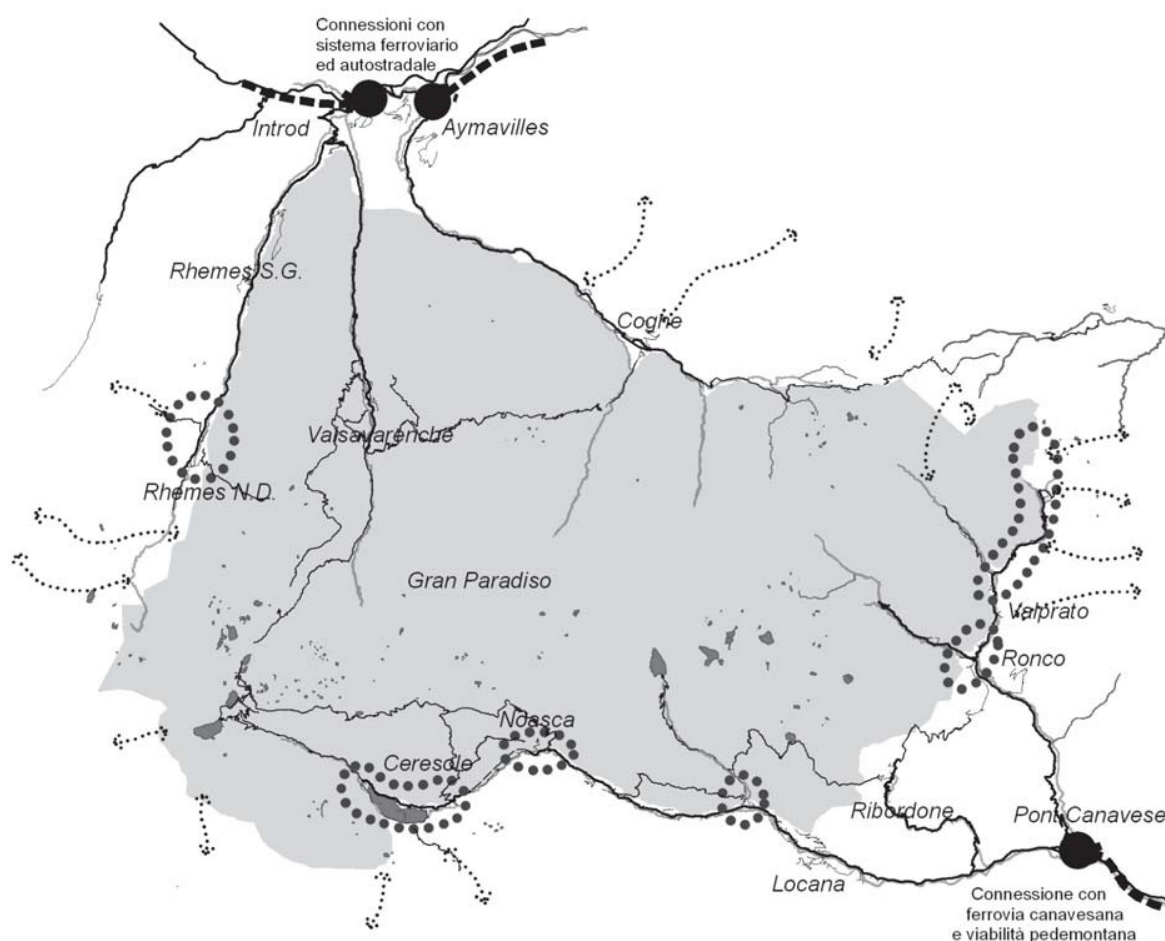 Connessioni con
sistema ferroviario
ed autostradale
Introd
Aymavilles
Rhemes S.G.
Cogne
Valsavarenche
Rhemes N.D.
Gran Paradiso
Valprato
Ronco
Noasca
Ceresole
Ribordone
Pont Canavese
Locana
Connessione con
ferrovia canavesana
e viabilità pedemontana